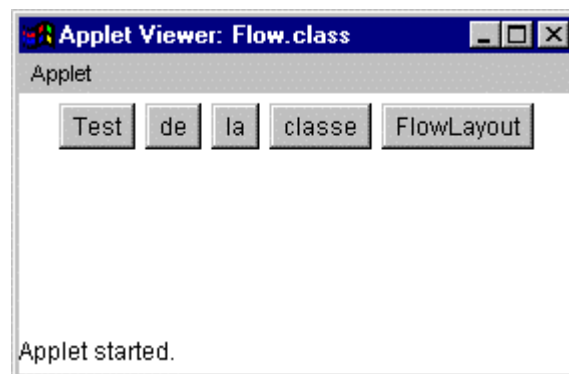 Applet Viewer: Flow.class
Applet
Test de la classe FlowLayout
Applet started.